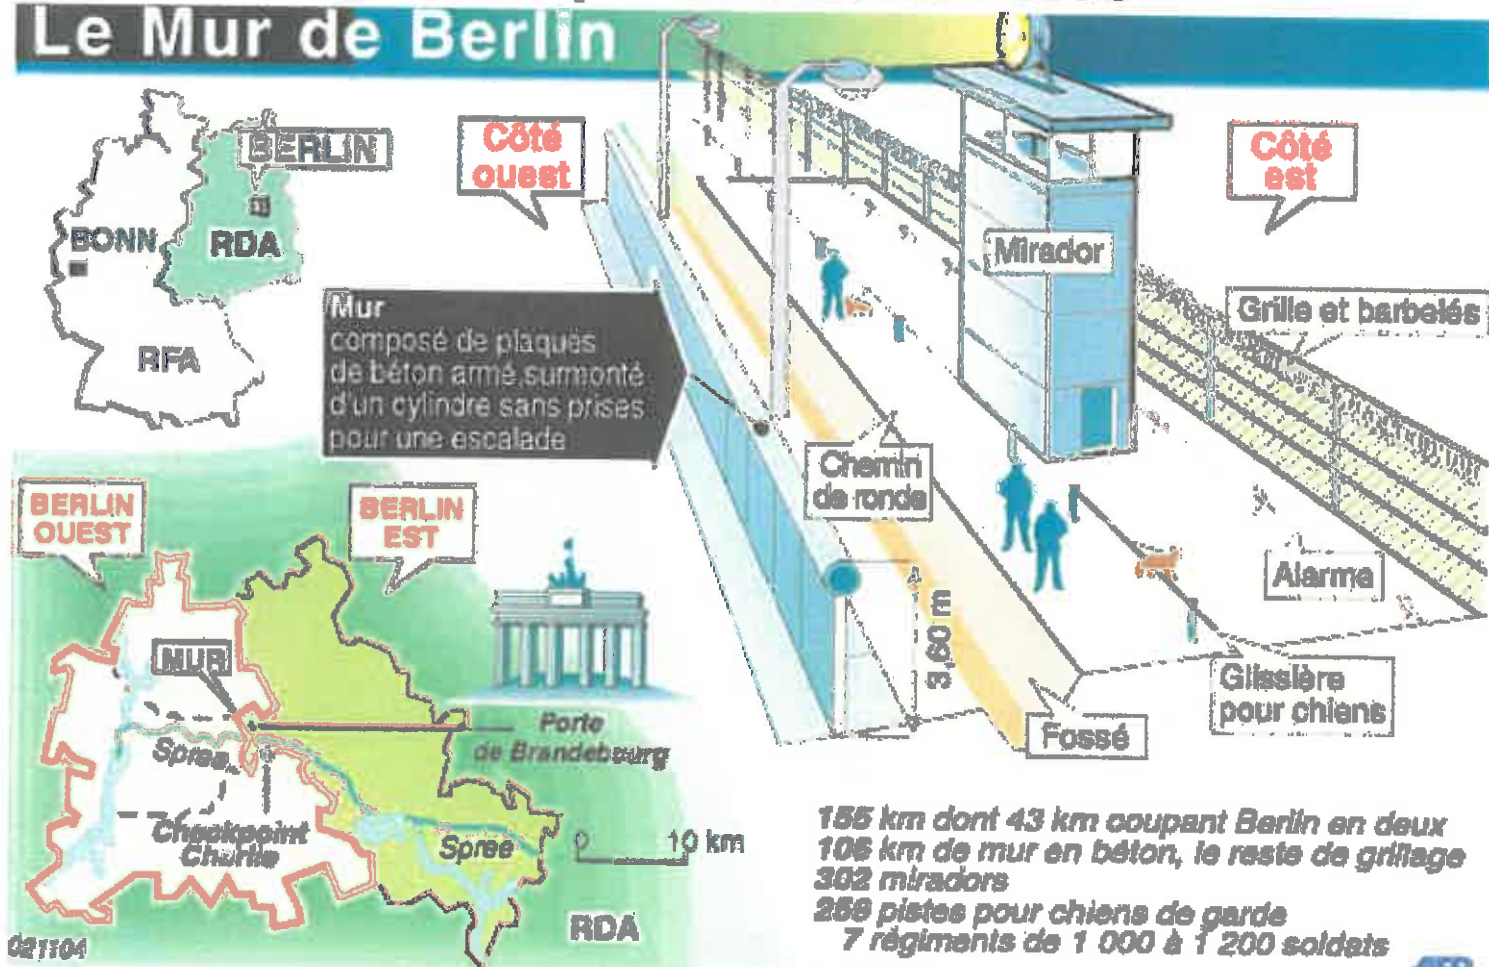 Le Mur de Berlin
BERLIN
BONN
RDA
RFA
Côté
ouest
Côté
est
Mirador
Grille et barbelés
Mur
composé de plaques
de béton armé surmonté
d'un cylindre sans prises
pour une escalade
Chemin
de ronde
Alarme
3,60 m
Glissière
pour chiens
Fossé
BERLIN
OUEST
BERLIN
EST
MUR
Porte
de Brandebourg
Spree
Checkpoint
Charlie
Spree
0 10 km
RDA
155 km dont 43 km coupant Berlin en deux
106 km de mur en béton, le reste de grillage
302 miradors
259 pistes pour chiens de garde
7 régiments de 1 000 à 1 200 soldats
021104
AFP